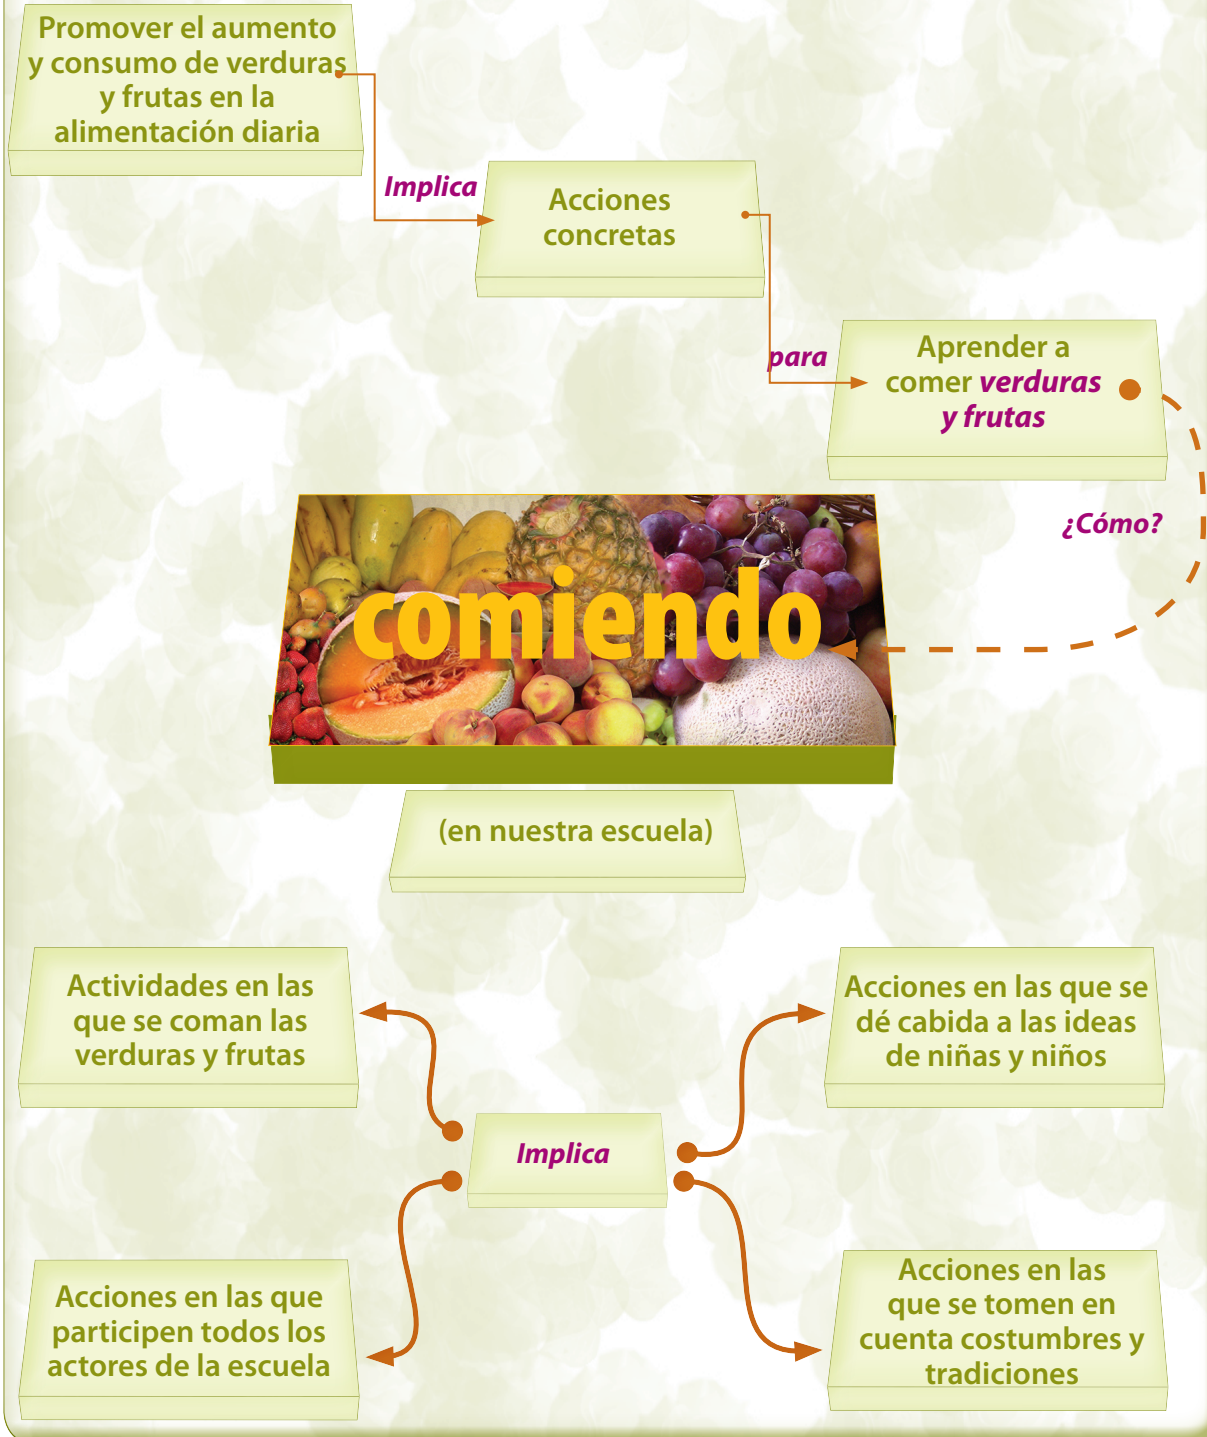 Promover el aumento
y consumo de verduras
y frutas en la
alimentación diaria
Implica
Acciones
concretas
para
Aprender a
comer verduras
y frutas
¿Cómo?
comiendo
(en nuestra escuela)
Actividades en las
que se coman las
verduras y frutas
Acciones en las que se
dé cabida a las ideas
de niñas y niños
Implica
Acciones en las que
participen todos los
actores de la escuela
Acciones en las
que se tomen en
cuenta costumbres y
tradiciones